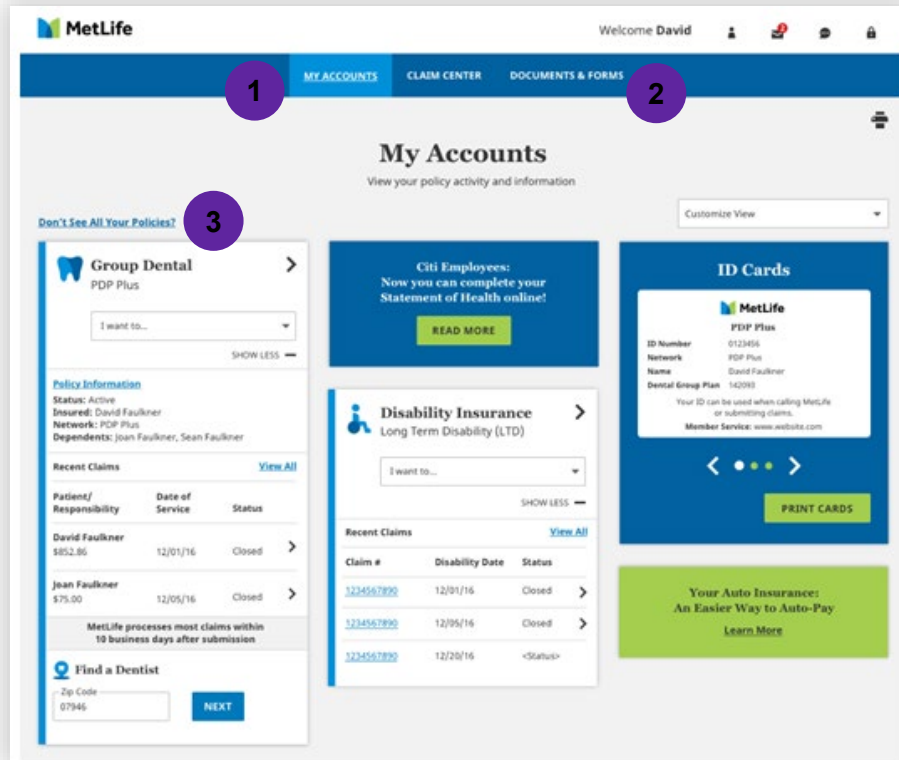 MetLife
Welcome David
2
1
MY ACCOUNTS
CLAIM CENTER
DOCUMENTS & FORMS
2
My Accounts
View your policy activity and information
Don't See All Your Policies?
3
Customize View
Group Dental
PDP Plus
I want to...
SHOW LESS
Policy Information
Status: Active
Insured: David Faulkner
Network: PDP Plus
Dependents: Joan Faulkner, Sean Faulkner
Recent Claims View All
Patient/ Date of
Responsibility Service Status
David Faulkner
$852.86 12/01/16 Closed
Joan Faulkner
$75.00 12/05/16 Closed
MetLife processes most claims within
10 business days after submission
Find a Dentist
Zip Code
07946
NEXT
Citi Employees:
Now you can complete your
Statement of Health online!
READ MORE
Disability Insurance
Long Term Disability (LTD)
I want to...
SHOW LESS
Recent Claims View All
Claim # Disability Date Status
1234567890 12/01/16 Closed
1234567890 12/05/16 Closed
1234567890 12/20/16 <Status>
ID Cards
MetLife
PDP Plus
ID Number 0123456
Network PDP Plus
Name David Faulkner
Dental Group Plan 142093
Your ID can be used when calling MetLife
or submitting claims.
Member Service: www.website.com
PRINT CARDS
Your Auto Insurance:
An Easier Way to Auto-Pay
Learn More